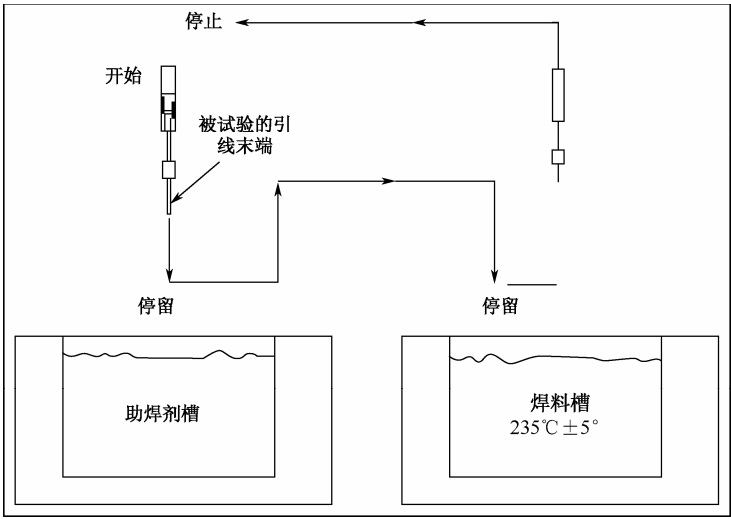 停止
开始
被试验的引
线末端
停留
停留
助焊剂槽
焊料槽
235℃±5°